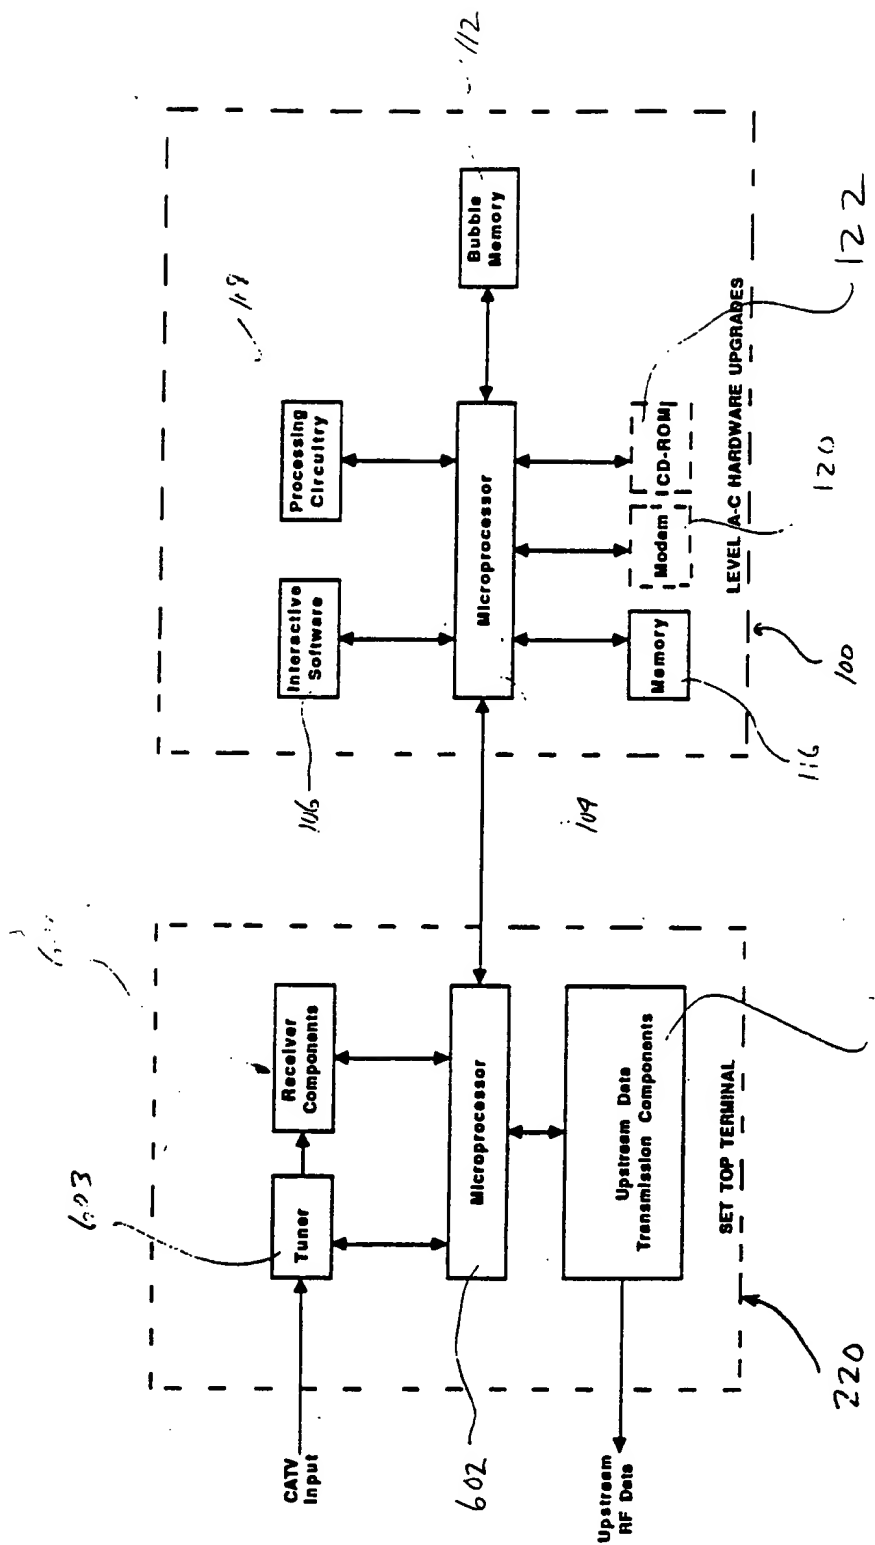 CATV
Input
603
Tuner
Receiver
Components
Microprocessor
602
Upstream Data
Transmission Components
Upstream
RF Data
SET TOP TERMINAL
220
Interactive
Software
106
Processing
Circuitry
Microprocessor
104
Bubble
Memory
112
Memory
116
Modem
120
CD-ROM
122
LEVEL A-C HARDWARE UPGRADES
100